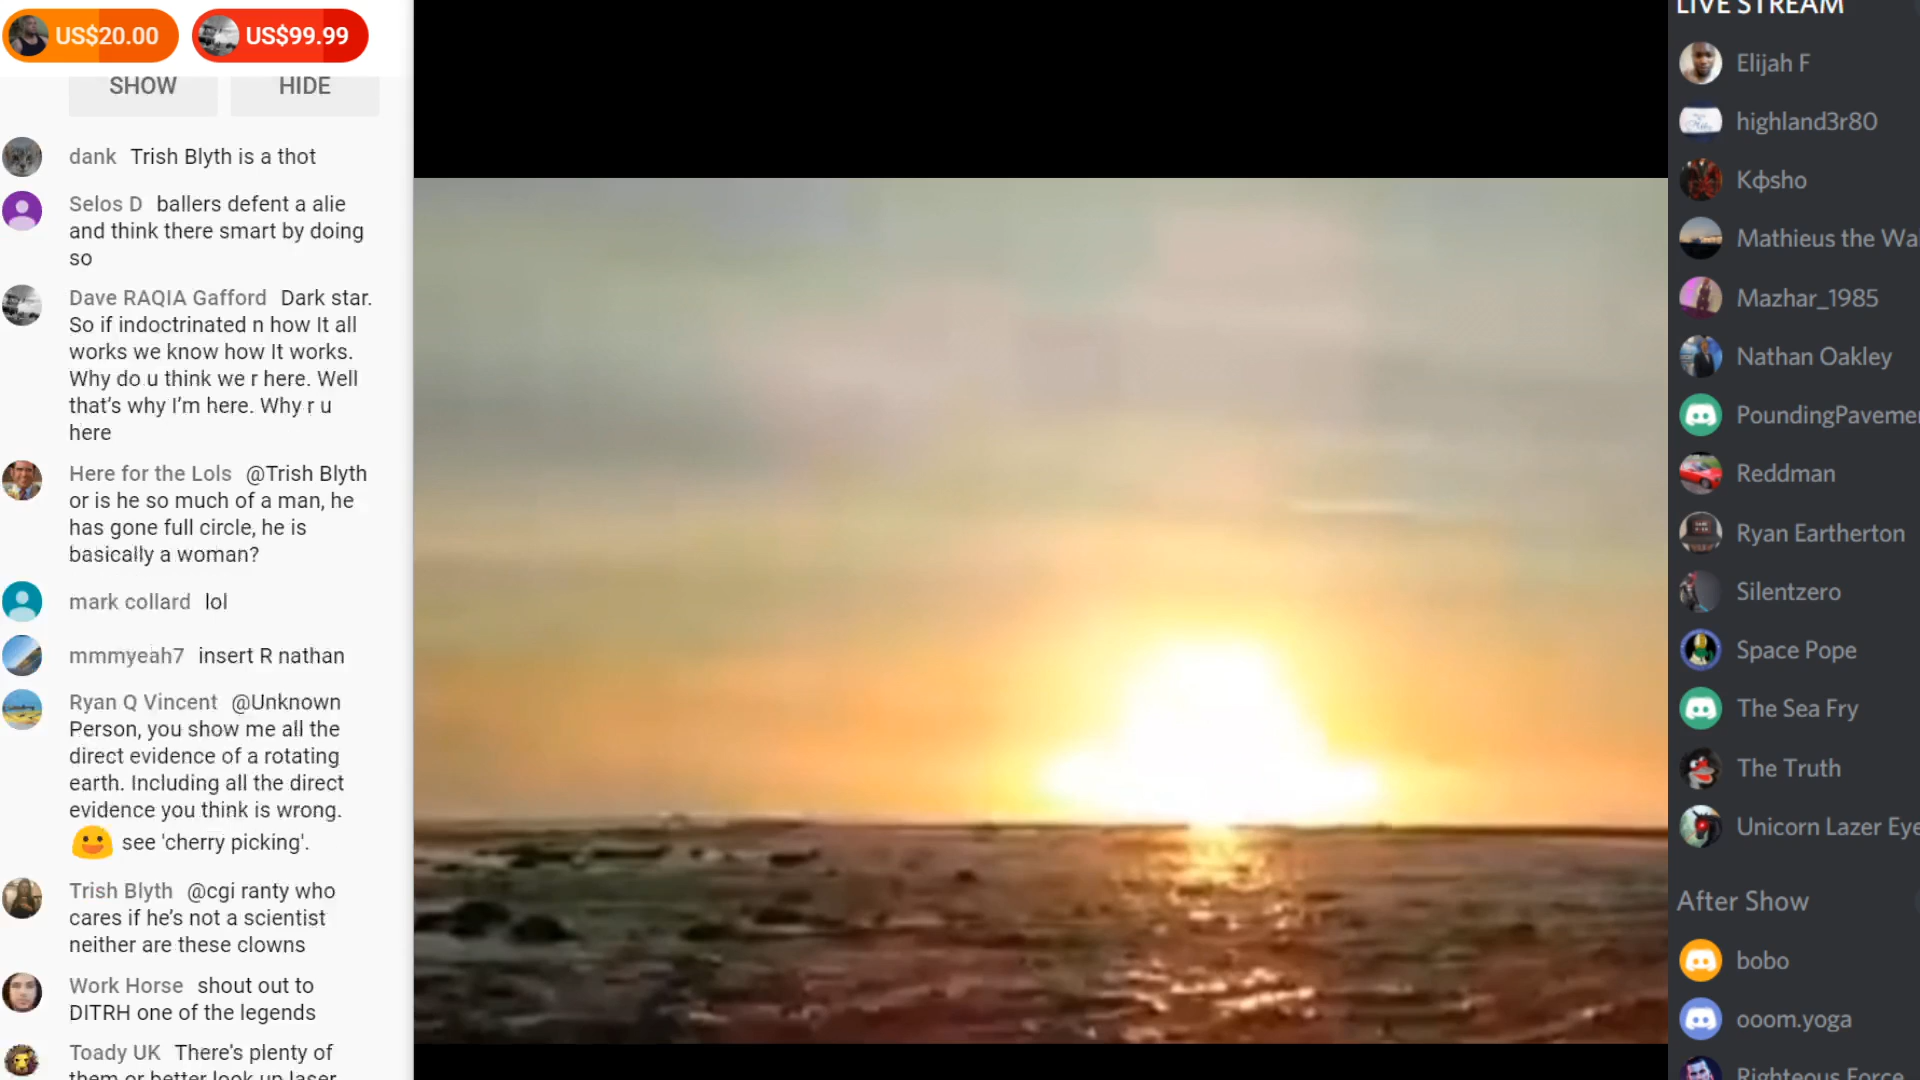 US$20.00
US$99.99
SHOW
HIDE
dank Trish Blyth is a thot
Selos D ballers defent a alie
and think there smart by doing
so
Dave RAQIA Gafford Dark star.
So if indoctrinated n how It all
works we know how It works.
Why do u think we r here. Well
that's why I'm here. Why r u
here
Here for the Lols @Trish Blyth
or is he so much of a man, he
has gone full circle, he is
basically a woman?
mark collard lol
mmmyeah7 insert R nathan
Ryan Q Vincent @Unknown
Person, you show me all the
direct evidence of a rotating
earth. Including all the direct
evidence you think is wrong.
see 'cherry picking'.
Trish Blyth @cgi ranty who
cares if he's not a scientist
neither are these clowns
Work Horse shout out to
DITRH one of the legends
Toady UK There's plenty of
them or better look up laser
LIVE STREAM
Elijah F
highland3r80
Kфsho
Mathieus the Wa
Mazhar_1985
Nathan Oakley
PoundingPaveme
Reddman
Ryan Eartherton
Silentzero
Space Pope
The Sea Fry
The Truth
Unicorn Lazer Eye
After Show
bobo
ooom.yoga
Righteous Force